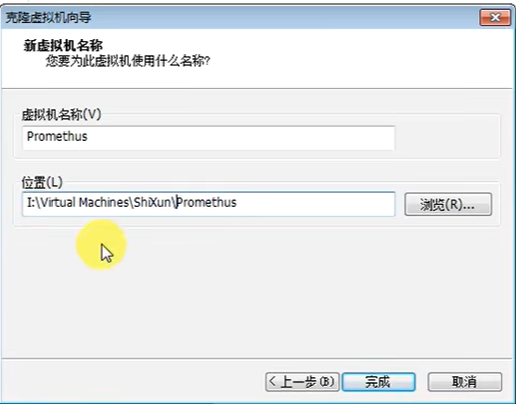 克隆虚拟机向导
新虚拟机名称
您要为此虚拟机使用什么名称?
虚拟机名称(V)
Promethus
位置(L)
I:\Virtual Machines\ShiXun\Promethus
浏览(R)...
< 上一步(B)
完成
取消